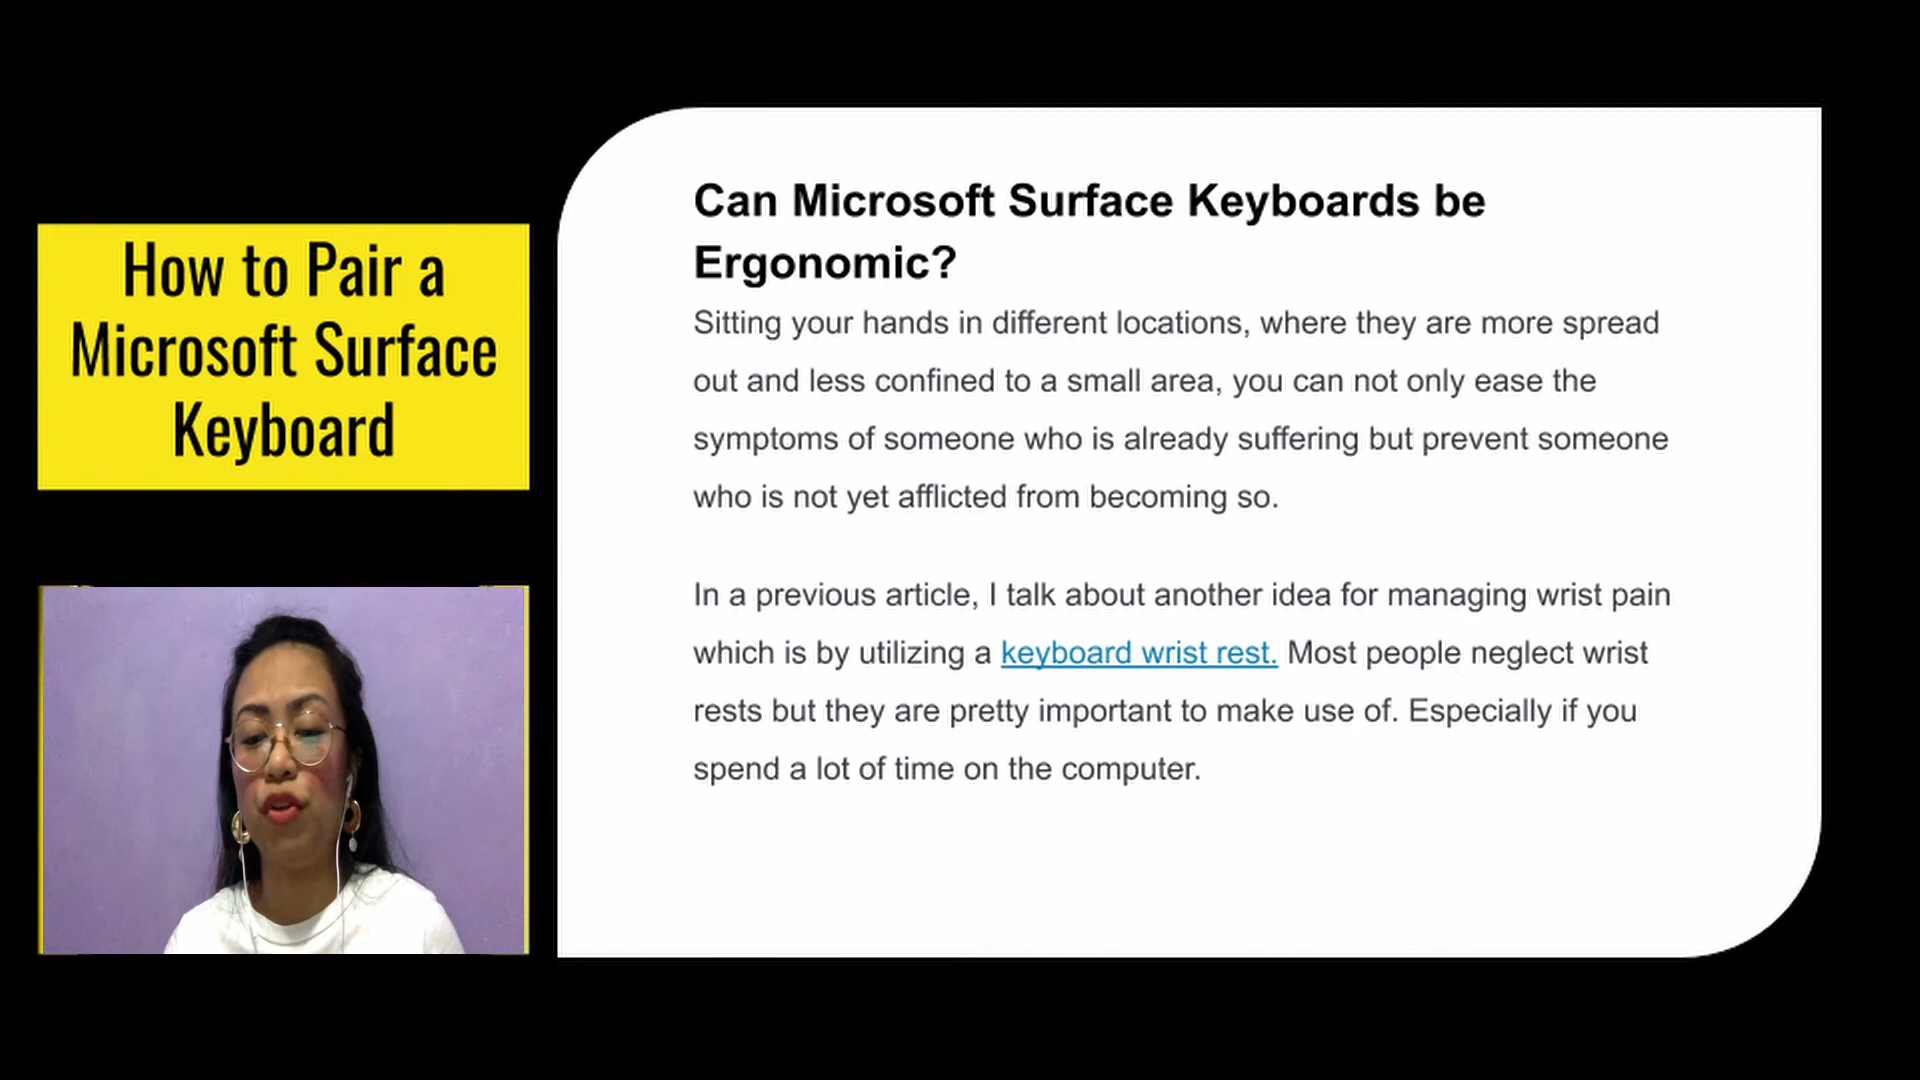 How to Pair a
Microsoft Surface
Keyboard
Can Microsoft Surface Keyboards be
Ergonomic?
Sitting your hands in different locations, where they are more spread
out and less confined to a small area, you can not only ease the
symptoms of someone who is already suffering but prevent someone
who is not yet afflicted from becoming so.
In a previous article, I talk about another idea for managing wrist pain
which is by utilizing a keyboard wrist rest. Most people neglect wrist
rests but they are pretty important to make use of. Especially if you
spend a lot of time on the computer.